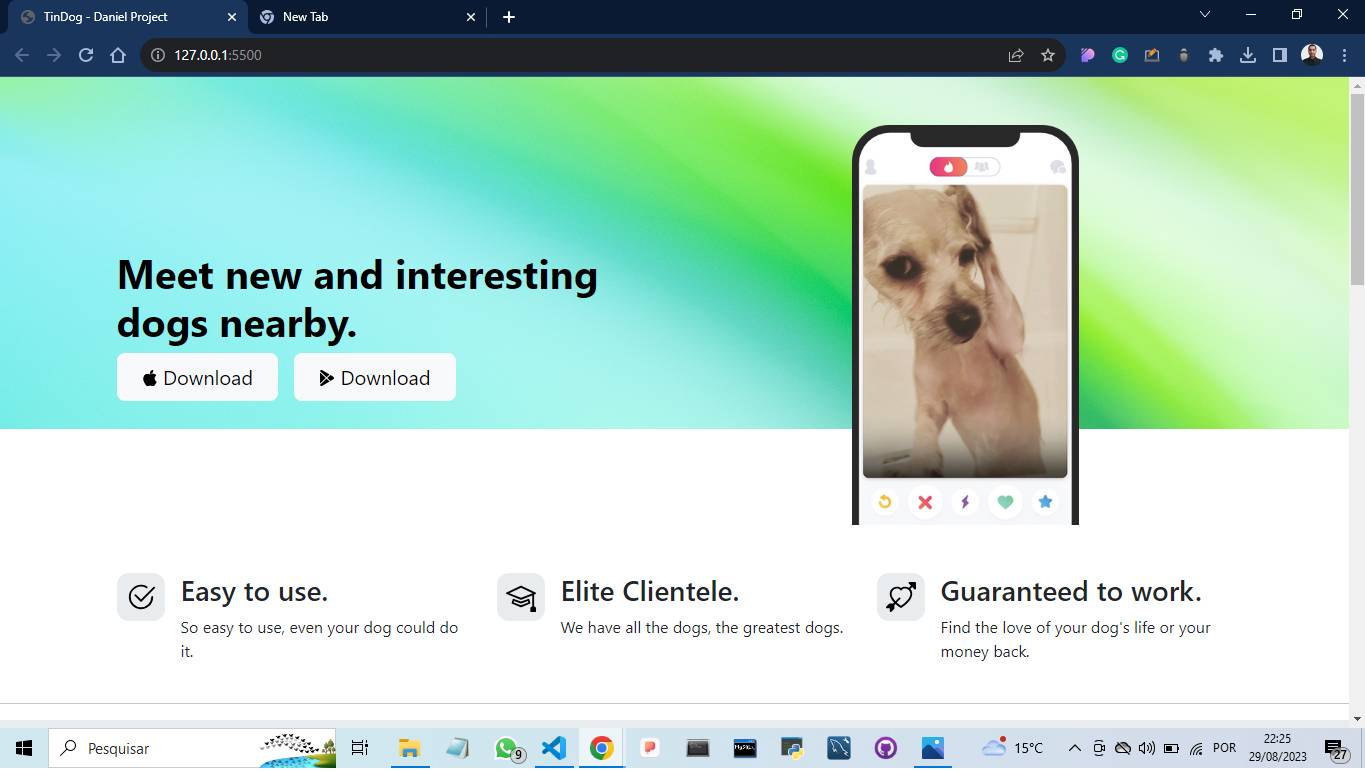 TinDog - Daniel Project
New Tab
127.0.0.1:5500
Meet new and interesting
dogs nearby.
Download
Download
Easy to use.
So easy to use, even your dog could do
it.
Elite Clientele.
We have all the dogs, the greatest dogs.
Guaranteed to work.
Find the love of your dog's life or your
money back.
Pesquisar
9
MySQL
15°C
POR
22:25
29/08/2023
27